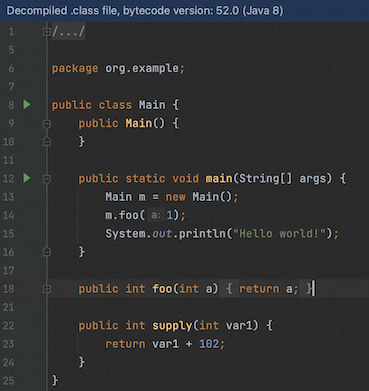 Decompiled .class file, bytecode version: 52.0 (Java 8)
1 /.../
5
6 package org.example;
7
8 public class Main {
9 public Main() {
10 }
11
12 public static void main(String[] args) {
13 Main m = new Main();
14 m.foo( a: 1);
15 System.out.println("Hello world!");
16 }
17
18 public int foo(int a) { return a; }
21
22 public int supply(int var1) {
23 return var1 + 102;
24 }
25 }